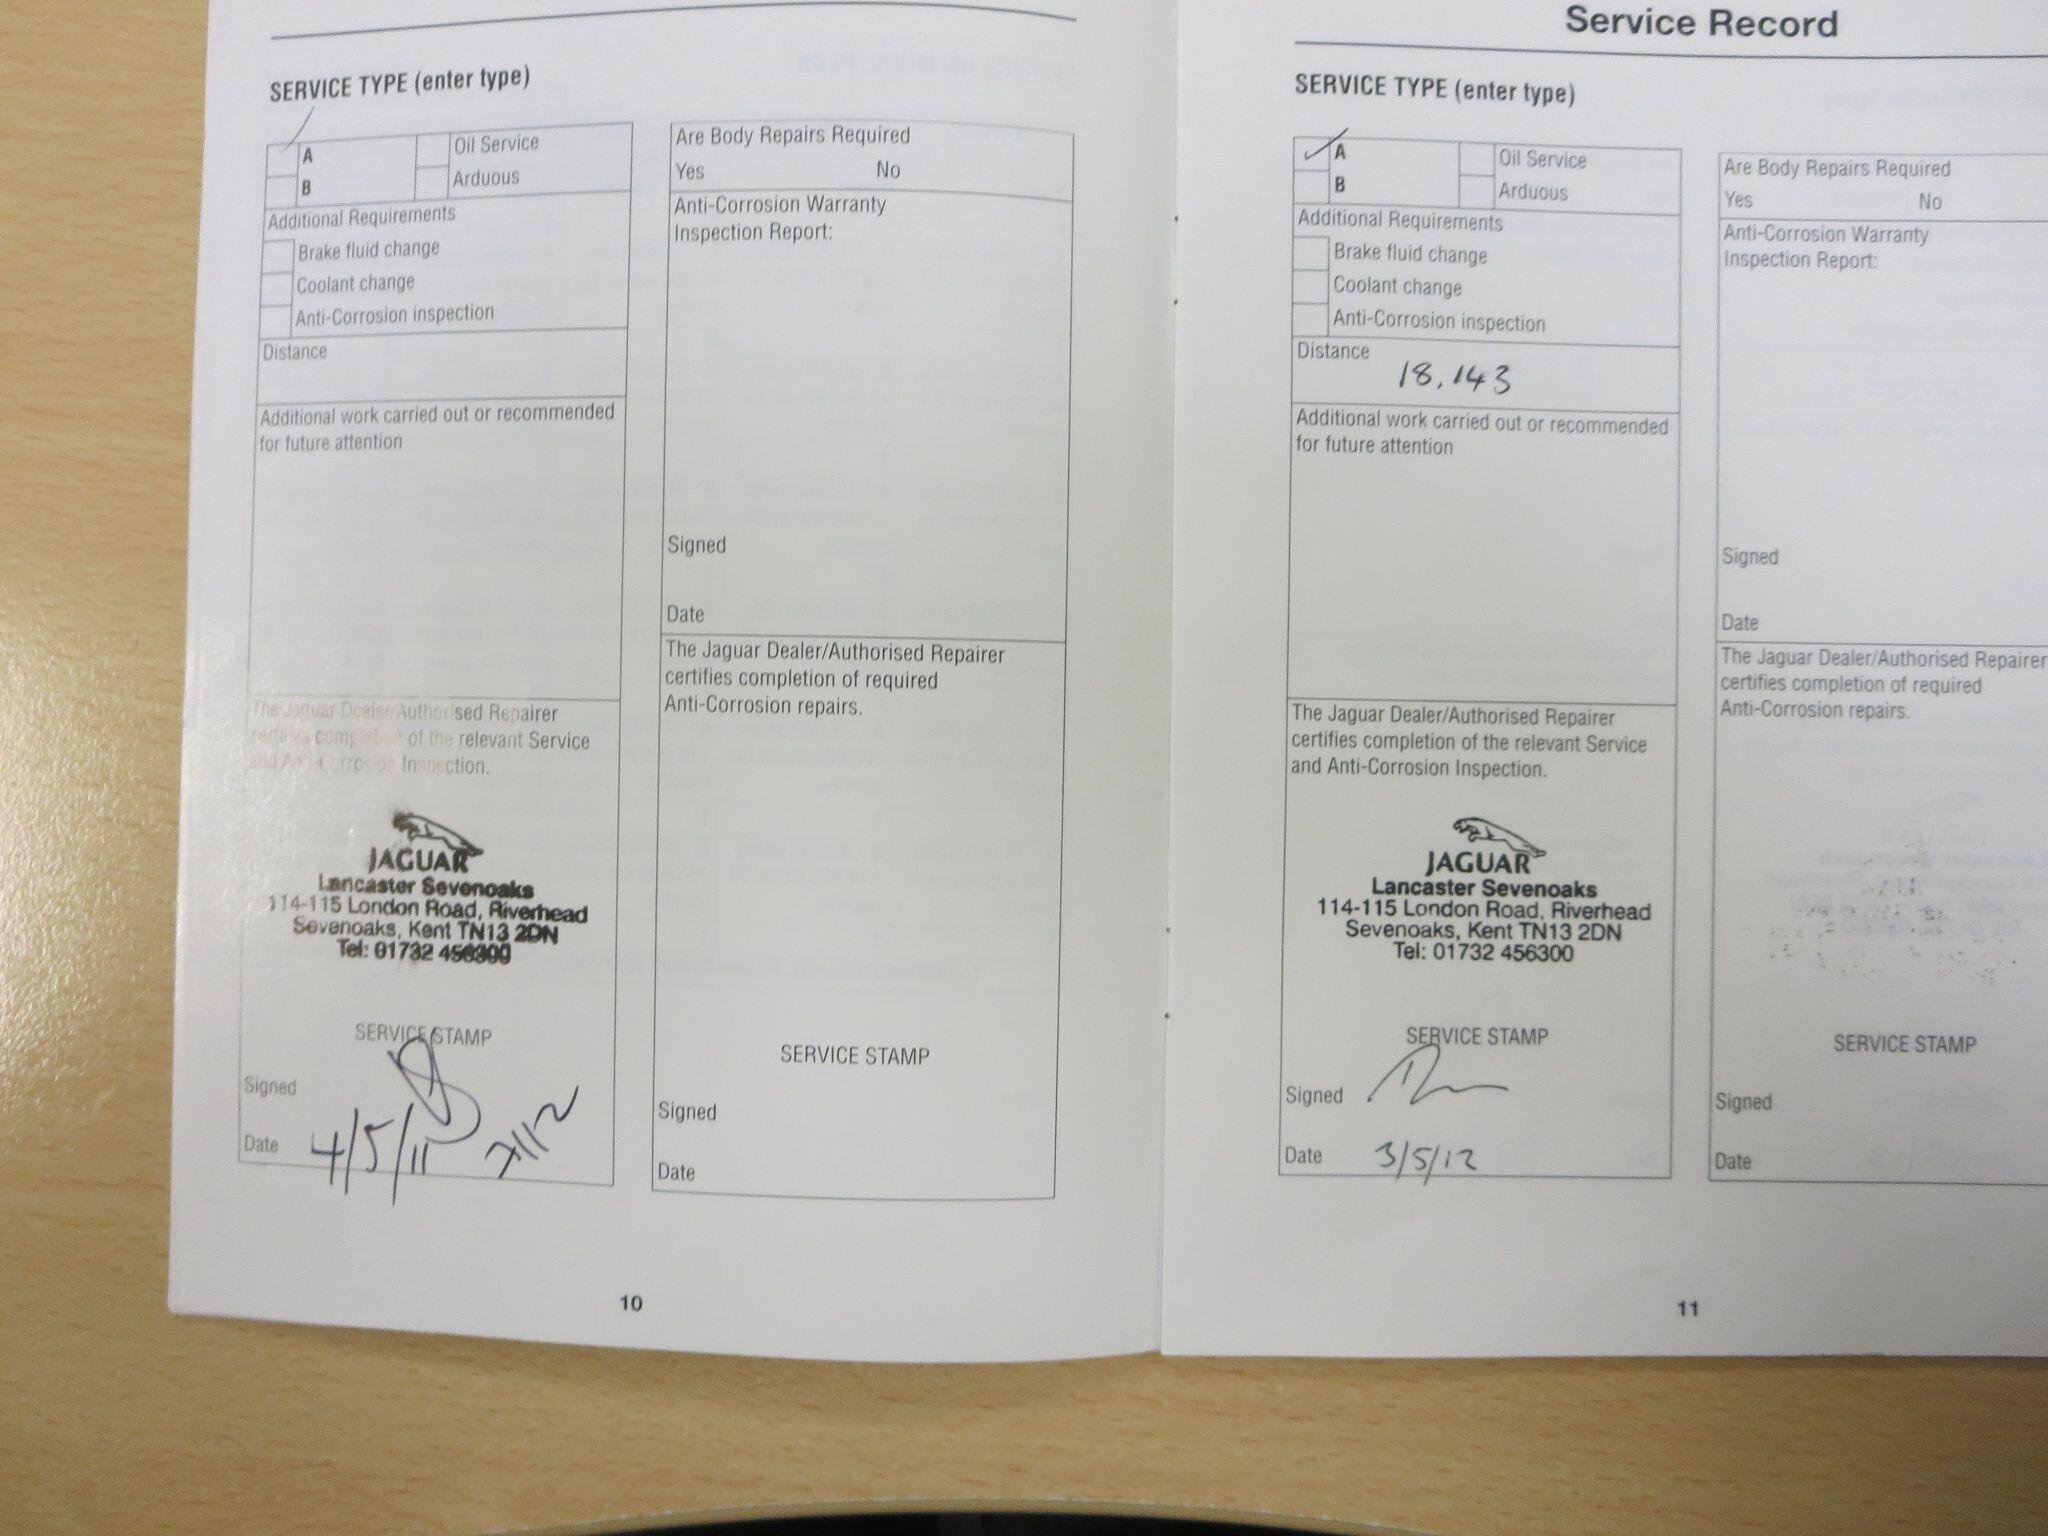 SERVICE TYPE (enter type)
A
Oil Service
B
Arduous
Additional Requirements
Brake fluid change
Coolant change
Anti-Corrosion inspection
Distance
Additional work carried out or recommended
for future attention
The Jaguar Dealer/Authorised Repairer
certifies completion of the relevant Service
and Anti-Corrosion Inspection.
JAGUAR
Lancaster Sevenoaks
114-115 London Road, Riverhead
Sevenoaks, Kent TN13 2DN
Tel: 01732 456300
SERVICE STAMP
Signed
Date 4/5/11
Are Body Repairs Required
Yes No
Anti-Corrosion Warranty
Inspection Report:
Signed
Date
The Jaguar Dealer/Authorised Repairer
certifies completion of required
Anti-Corrosion repairs.
SERVICE STAMP
Signed
Date
10
Service Record
SERVICE TYPE (enter type)
A
Oil Service
B
Arduous
Additional Requirements
Brake fluid change
Coolant change
Anti-Corrosion inspection
Distance
18,143
Additional work carried out or recommended
for future attention
The Jaguar Dealer/Authorised Repairer
certifies completion of the relevant Service
and Anti-Corrosion Inspection.
JAGUAR
Lancaster Sevenoaks
114-115 London Road, Riverhead
Sevenoaks, Kent TN13 2DN
Tel: 01732 456300
SERVICE STAMP
Signed
Date 3/5/12
Are Body Repairs Required
Yes No
Anti-Corrosion Warranty
Inspection Report:
Signed
Date
The Jaguar Dealer/Authorised Repairer
certifies completion of required
Anti-Corrosion repairs.
SERVICE STAMP
Signed
Date
11